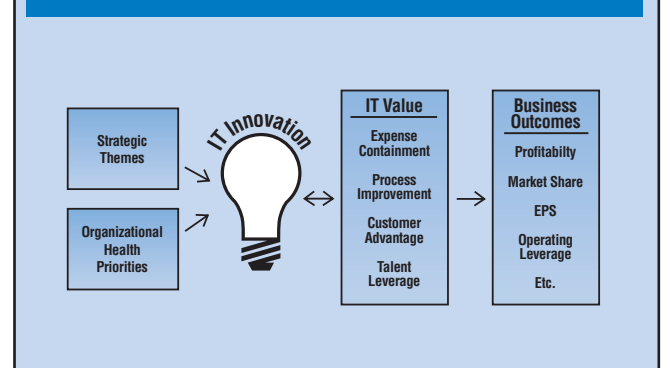 Strategic
Themes
Organizational
Health
Priorities
IT Innovation
IT Value
Expense
Containment
Process
Improvement
Customer
Advantage
Talent
Leverage
Business
Outcomes
Profitabilty
Market Share
EPS
Operating
Leverage
Etc.